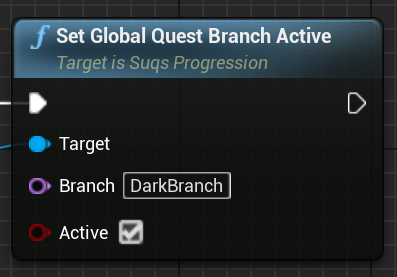 f Set Global Quest Branch Active
Target is Suqs Progression
Target
Branch DarkBranch
Active